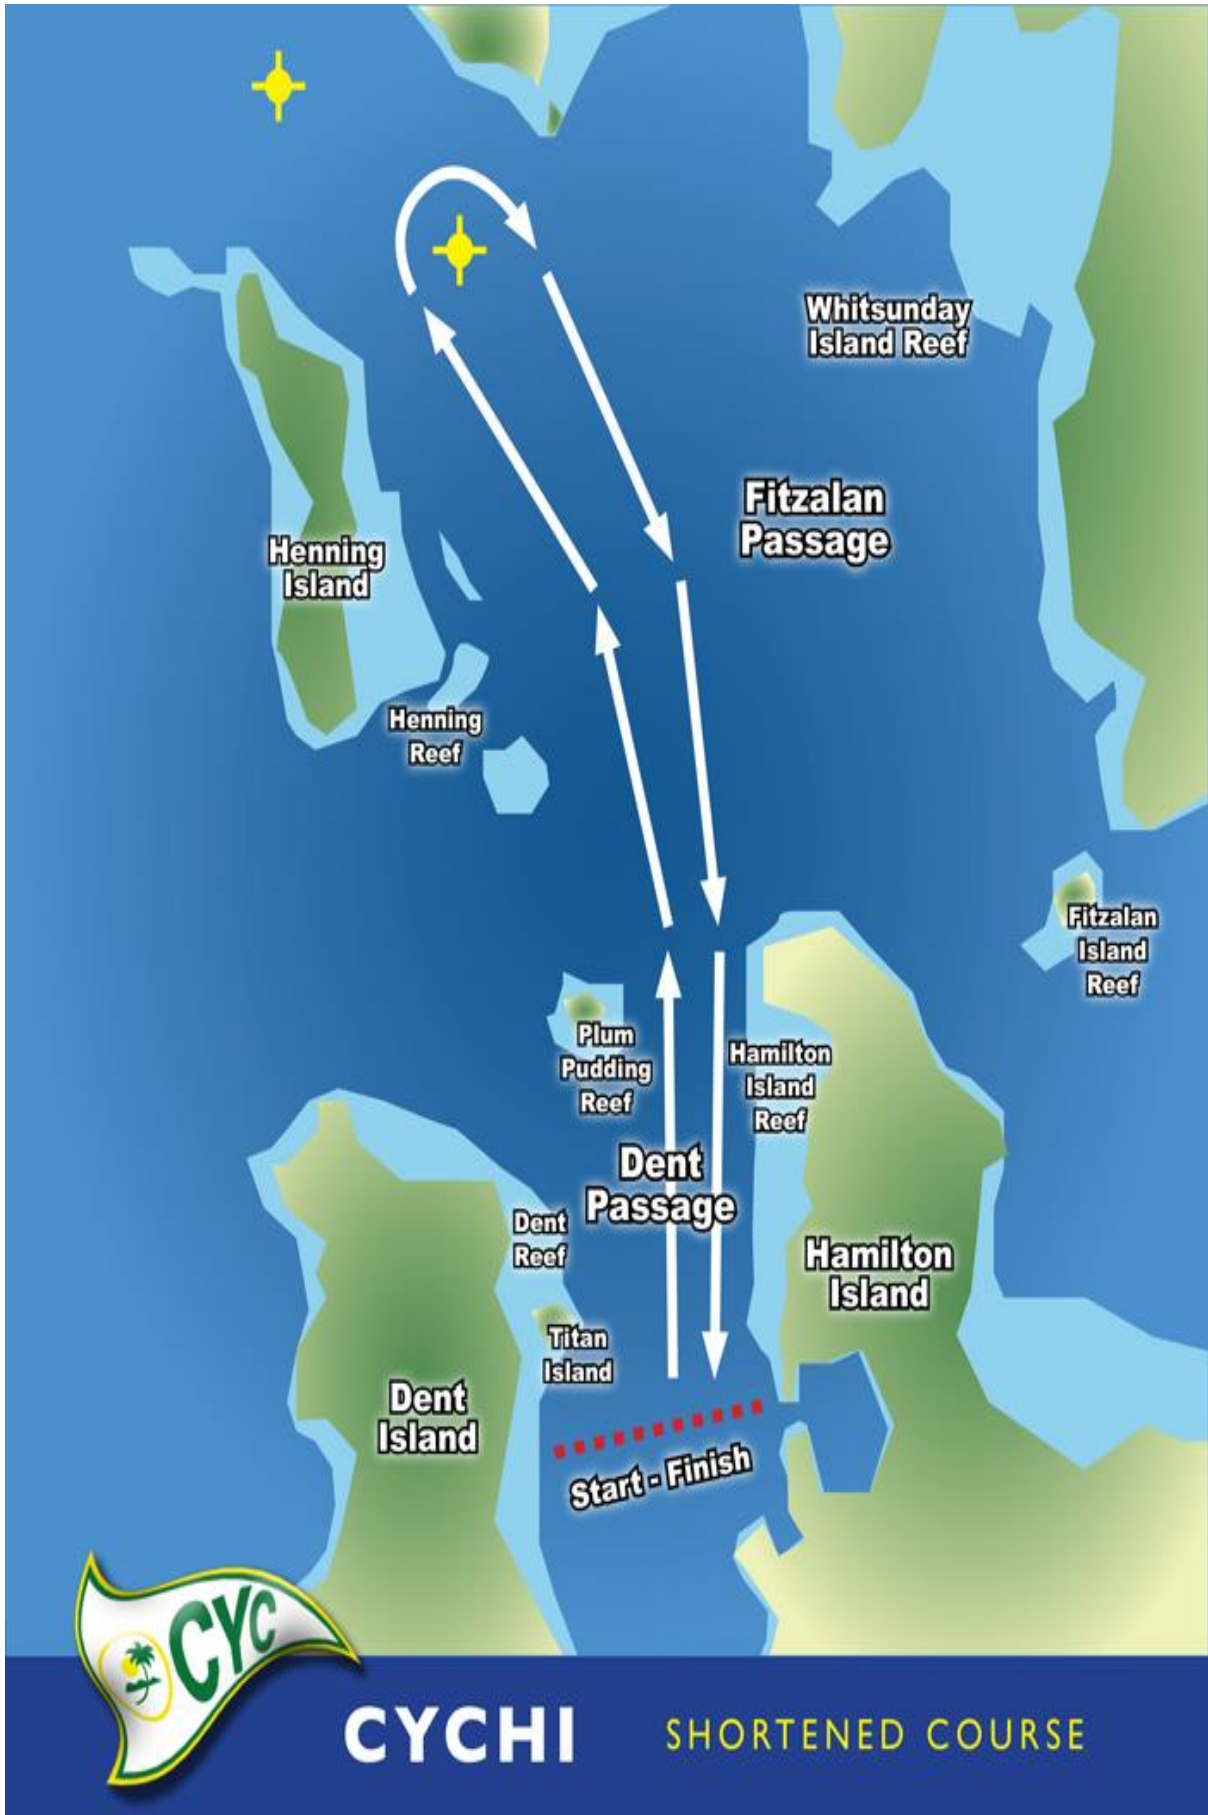 Whitsunday
Island Reef
Fitzalan
Passage
Henning
Island
Henning
Reef
Fitzalan
Island
Reef
Plum
Pudding
Reef
Hamilton
Island
Reef
Dent
Passage
Dent
Reef
Hamilton
Island
Titan
Island
Dent
Island
Start - Finish
CYC
CYCHI SHORTENED COURSE